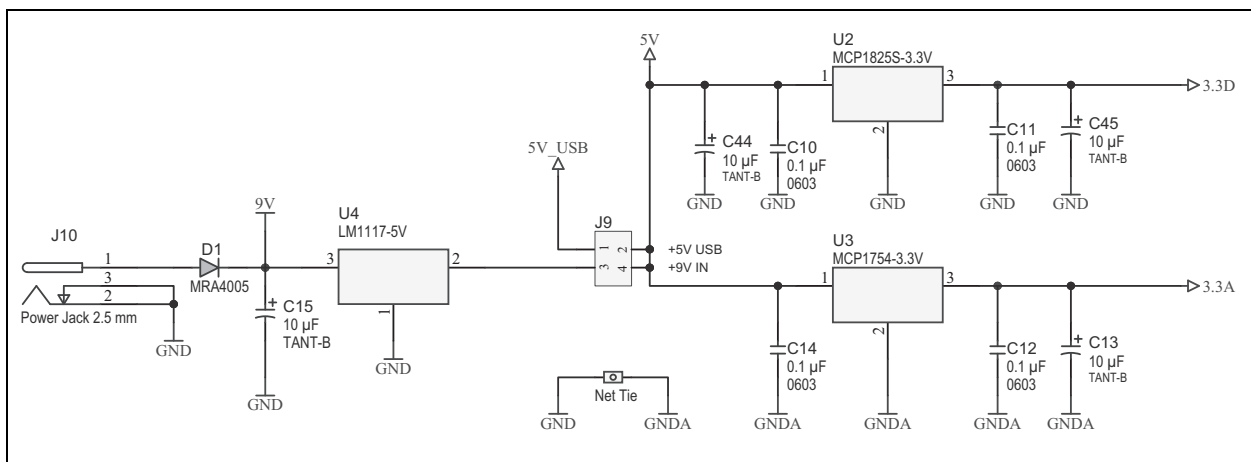 5V
U2
MCP1825S-3.3V
1
3
3.3D
2
C44
10 µF
TANT-B
+
C10
0.1 µF
0603
C11
0.1 µF
0603
C45
10 µF
TANT-B
+
GND
GND
GND
GND
GND
5V_USB
9V
U4
LM1117-5V
3
2
1
GND
J10
1
3
2
Power Jack 2.5 mm
GND
D1
MRA4005
C15
10 µF
TANT-B
+
GND
J9
1 2
3 4
+5V USB
+9V IN
U3
MCP1754-3.3V
1
3
3.3A
2
C14
0.1 µF
0603
C12
0.1 µF
0603
C13
10 µF
TANT-B
+
Net Tie
GND
GNDA
GNDA
GNDA
GNDA
GNDA